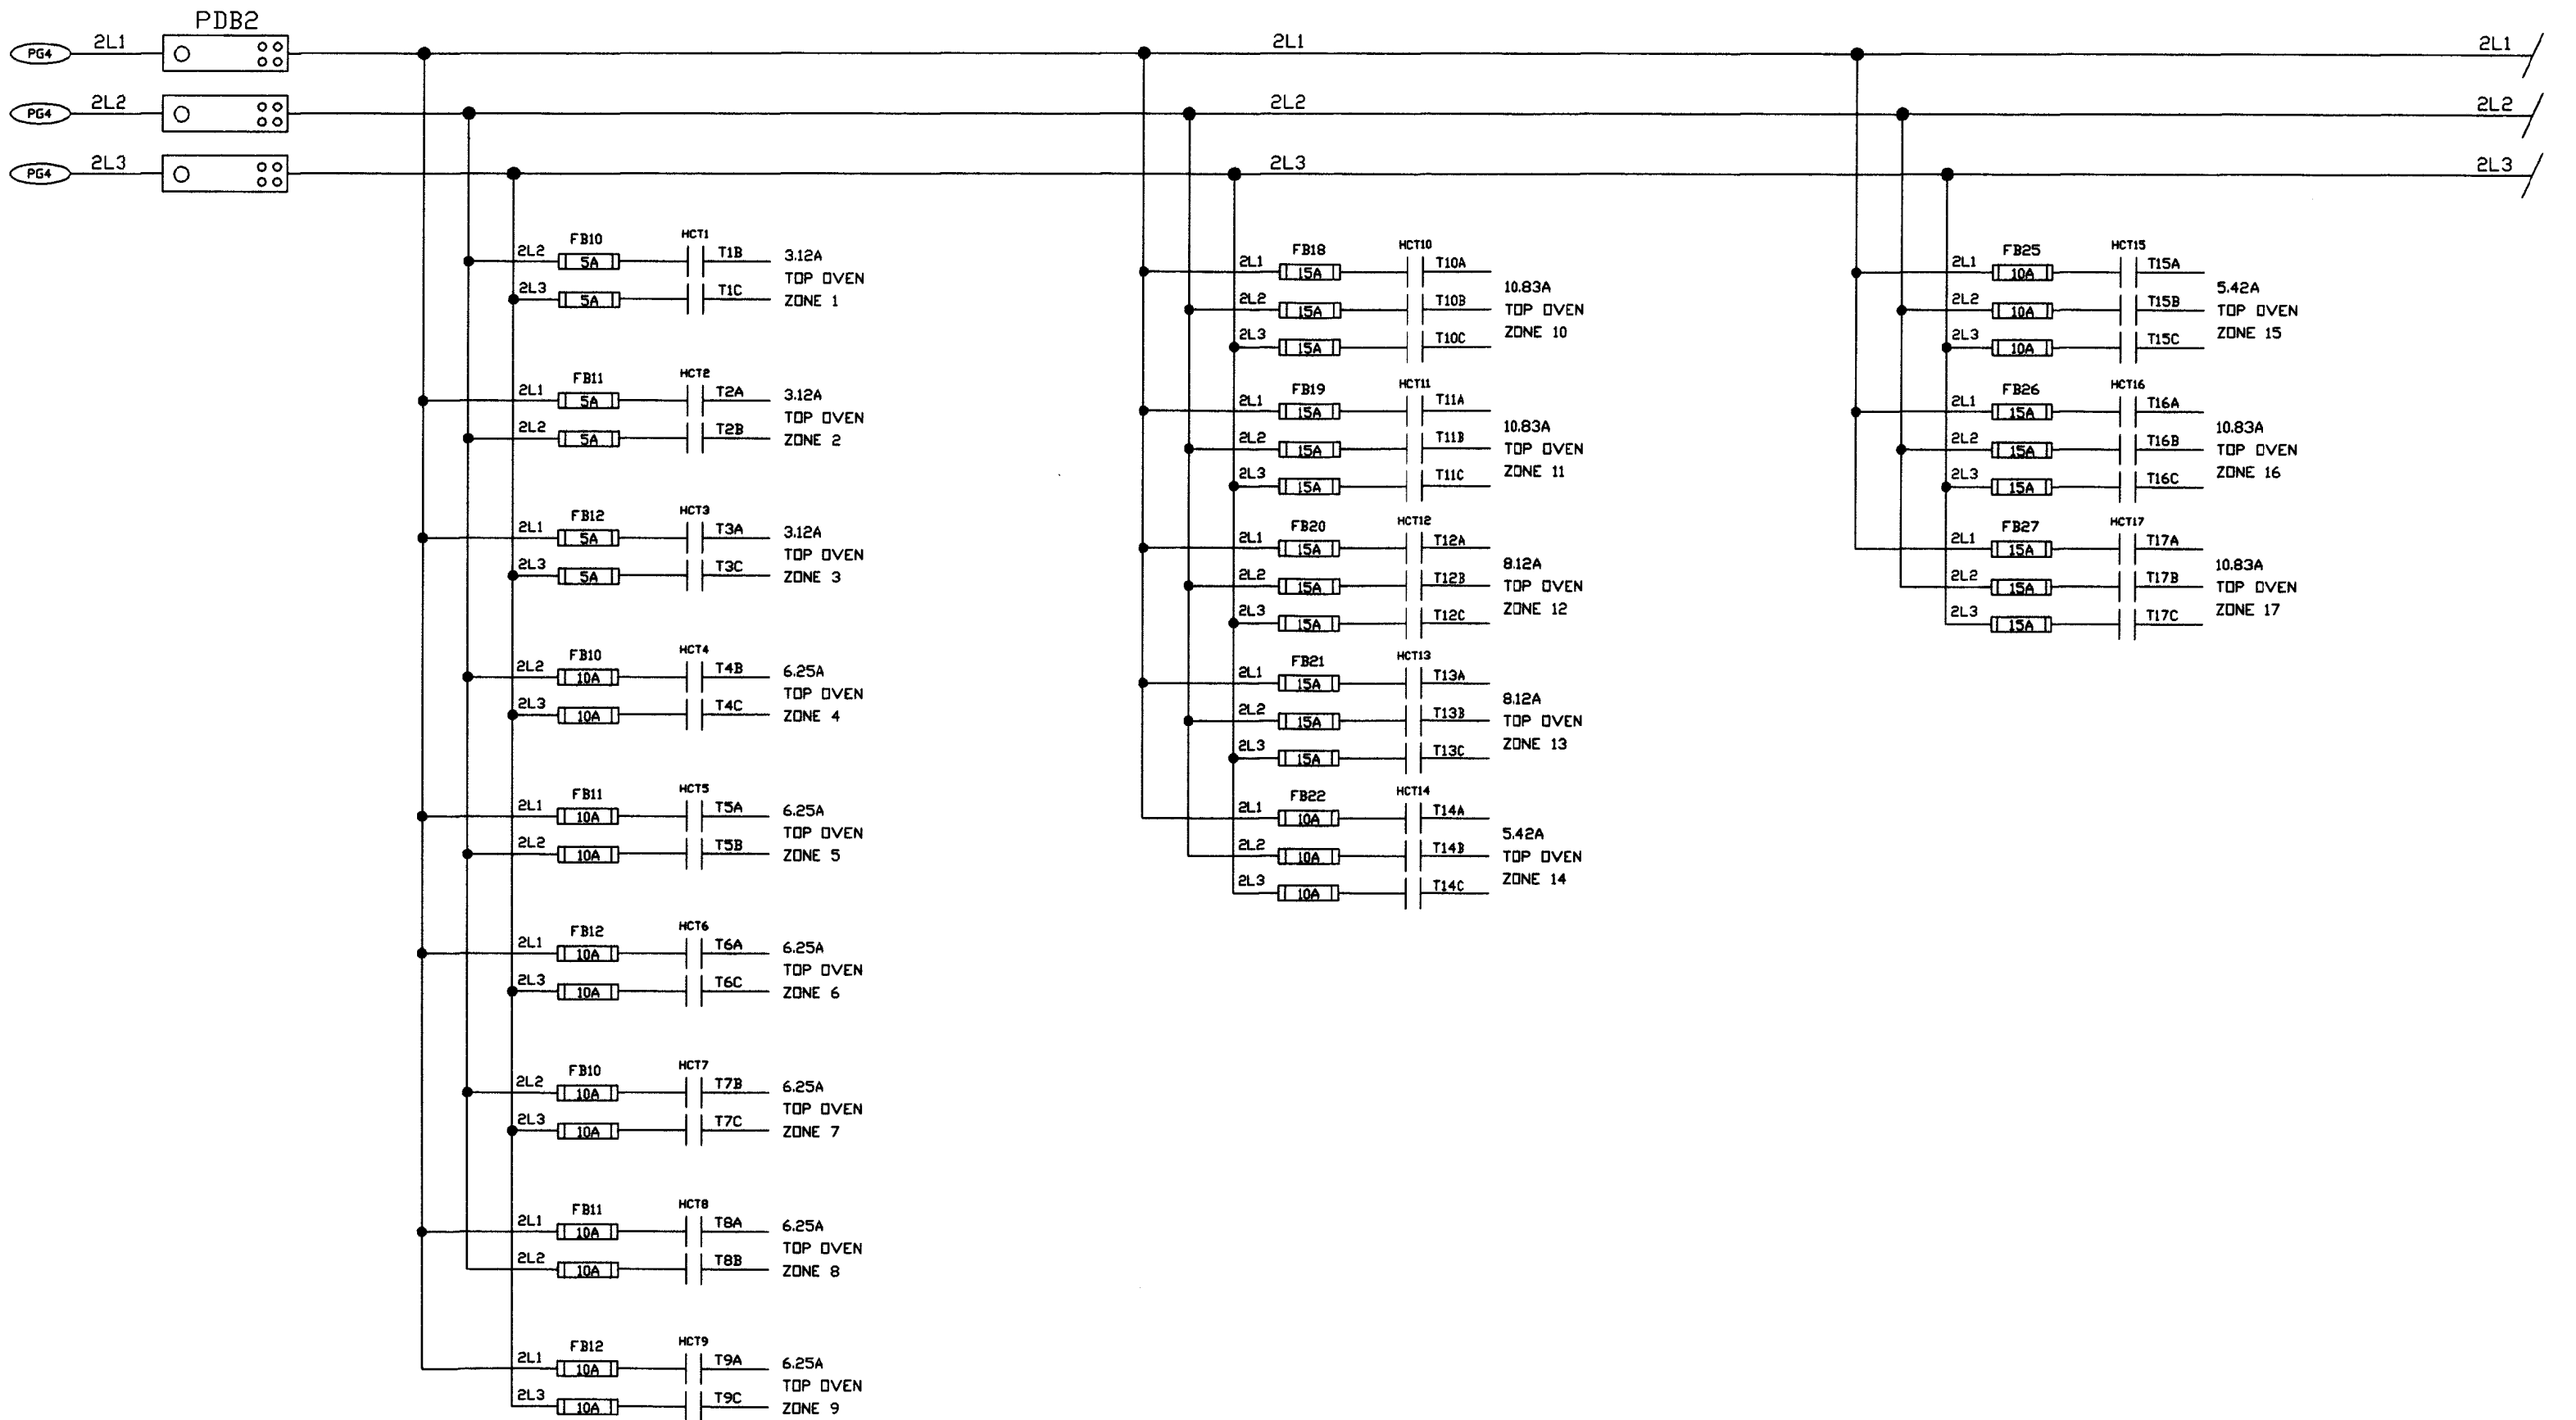 PDB2
PG4 2L1 2L1 2L1
PG4 2L2 2L2 2L2
PG4 2L3 2L3 2L3
FB10 HCT1
2L2 5A T1B 3.12A
TOP OVEN
2L3 5A T1C ZONE 1
FB11 HCT2
2L1 5A T2A 3.12A
TOP OVEN
2L2 5A T2B ZONE 2
FB12 HCT3
2L1 5A T3A 3.12A
TOP OVEN
2L3 5A T3C ZONE 3
FB10 HCT4
2L2 10A T4B 6.25A
TOP OVEN
2L3 10A T4C ZONE 4
FB11 HCT5
2L1 10A T5A 6.25A
TOP OVEN
2L2 10A T5B ZONE 5
FB12 HCT6
2L1 10A T6A 6.25A
TOP OVEN
2L3 10A T6C ZONE 6
FB10 HCT7
2L2 10A T7B 6.25A
TOP OVEN
2L3 10A T7C ZONE 7
FB11 HCT8
2L1 10A T8A 6.25A
TOP OVEN
2L2 10A T8B ZONE 8
FB12 HCT9
2L1 10A T9A 6.25A
TOP OVEN
2L3 10A T9C ZONE 9
FB18 HCT10
2L1 15A T10A
10.83A
2L2 15A T10B TOP OVEN
ZONE 10
2L3 15A T10C
FB19 HCT11
2L1 15A T11A
10.83A
2L2 15A T11B TOP OVEN
ZONE 11
2L3 15A T11C
FB20 HCT12
2L1 15A T12A
8.12A
2L2 15A T12B TOP OVEN
ZONE 12
2L3 15A T12C
FB21 HCT13
2L1 15A T13A
8.12A
2L2 15A T13B TOP OVEN
ZONE 13
2L3 15A T13C
FB22 HCT14
2L1 10A T14A
5.42A
2L2 10A T14B TOP OVEN
ZONE 14
2L3 10A T14C
FB25 HCT15
2L1 10A T15A
5.42A
2L2 10A T15B TOP OVEN
ZONE 15
2L3 10A T15C
FB26 HCT16
2L1 15A T16A
10.83A
2L2 15A T16B TOP OVEN
ZONE 16
2L3 15A T16C
FB27 HCT17
2L1 15A T17A
10.83A
2L2 15A T17B TOP OVEN
ZONE 17
2L3 15A T17C